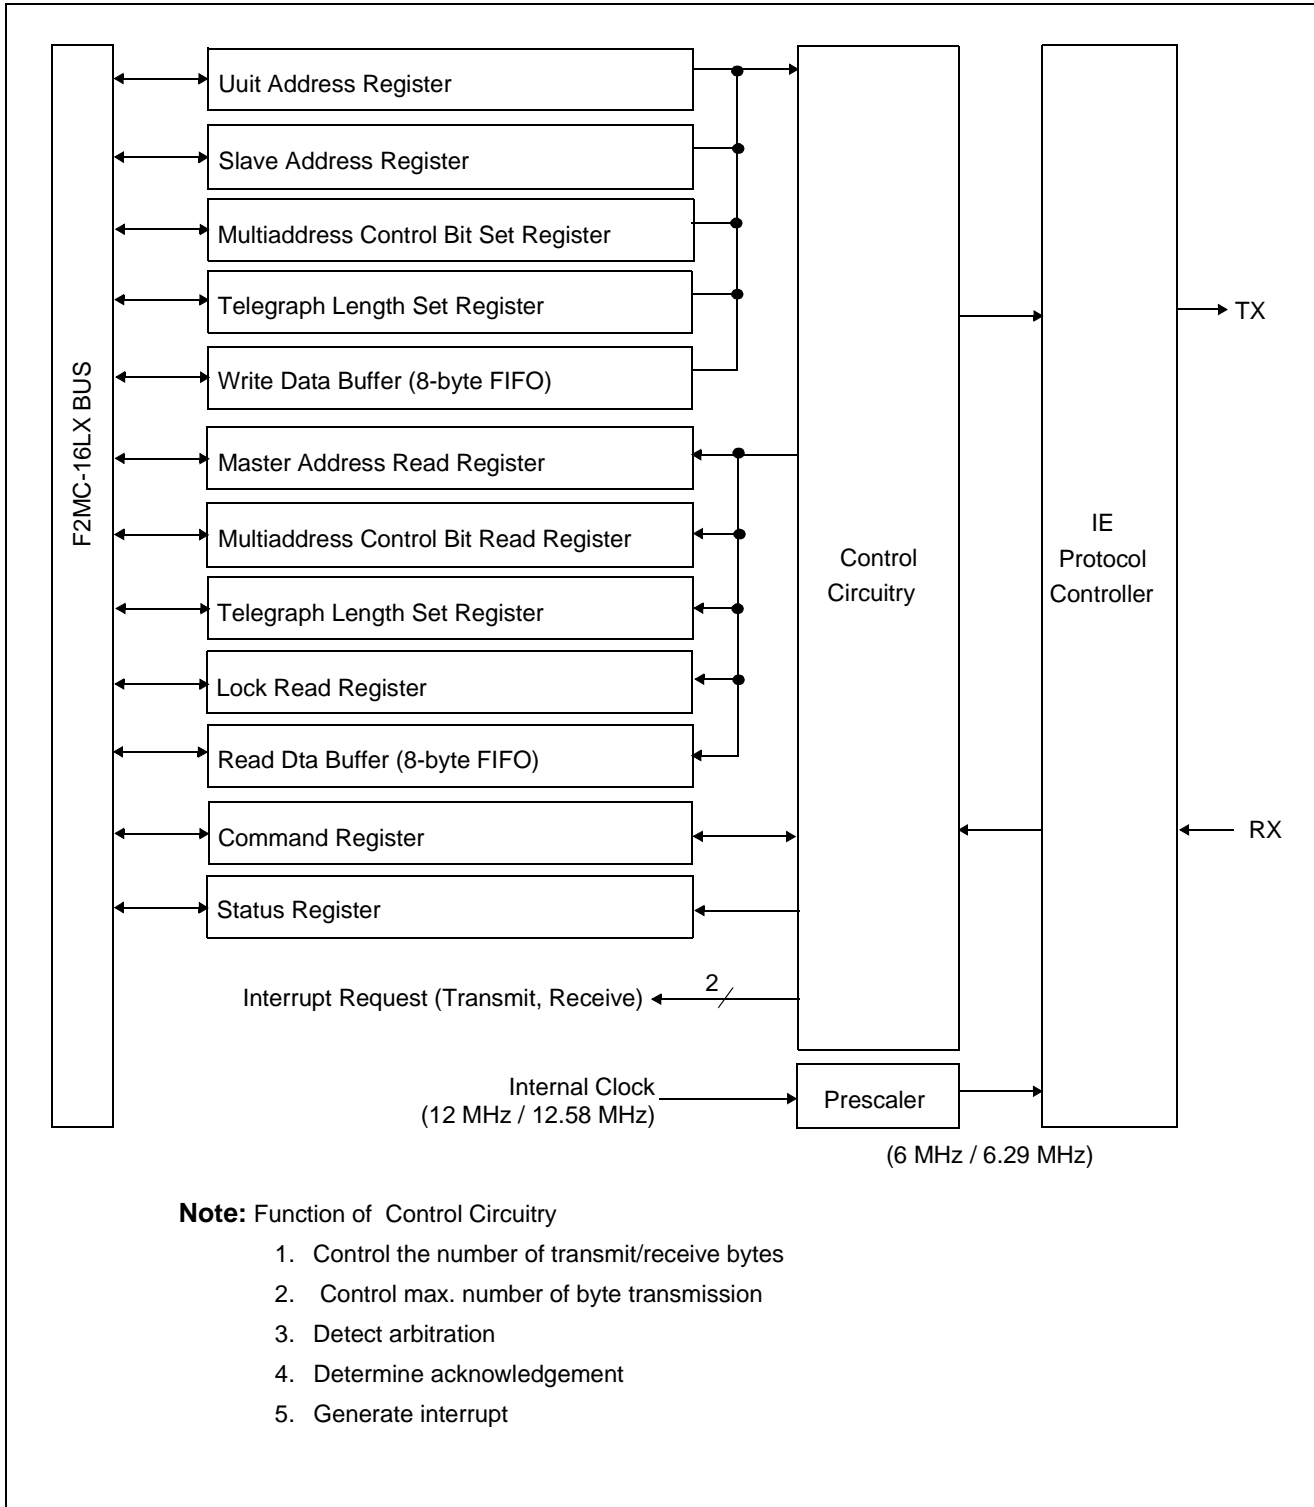 Uuit Address Register
Slave Address Register
Multiaddress Control Bit Set Register
Telegraph Length Set Register
Write Data Buffer (8-byte FIFO)
Master Address Read Register
Multiaddress Control Bit Read Register
Telegraph Length Set Register
Lock Read Register
Read Dta Buffer (8-byte FIFO)
Command Register
Status Register
F2MC-16LX BUS
Control
Circuitry
IE
Protocol
Controller
TX
RX
Interrupt Request (Transmit, Receive)
2
Internal Clock
(12 MHz / 12.58 MHz)
Prescaler
(6 MHz / 6.29 MHz)
Note: Function of Control Circuitry
1. Control the number of transmit/receive bytes
2. Control max. number of byte transmission
3. Detect arbitration
4. Determine acknowledgement
5. Generate interrupt